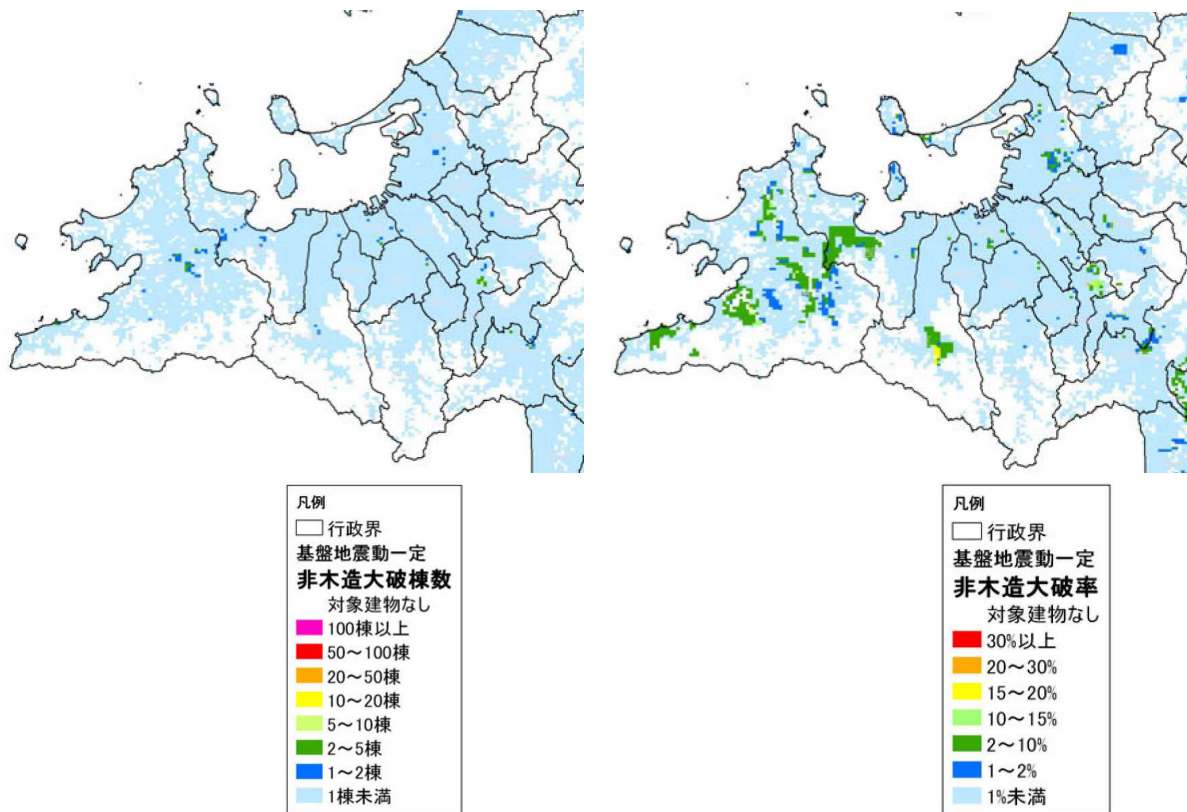 凡例
行政界
基盤地震動一定
非木造大破棟数
対象建物なし
100棟以上
50～100棟
20～50棟
10～20棟
5～10棟
2～5棟
1～2棟
1棟未満
凡例
行政界
基盤地震動一定
非木造大破率
対象建物なし
30%以上
20～30%
15～20%
10～15%
2～10%
1～2%
1%未満